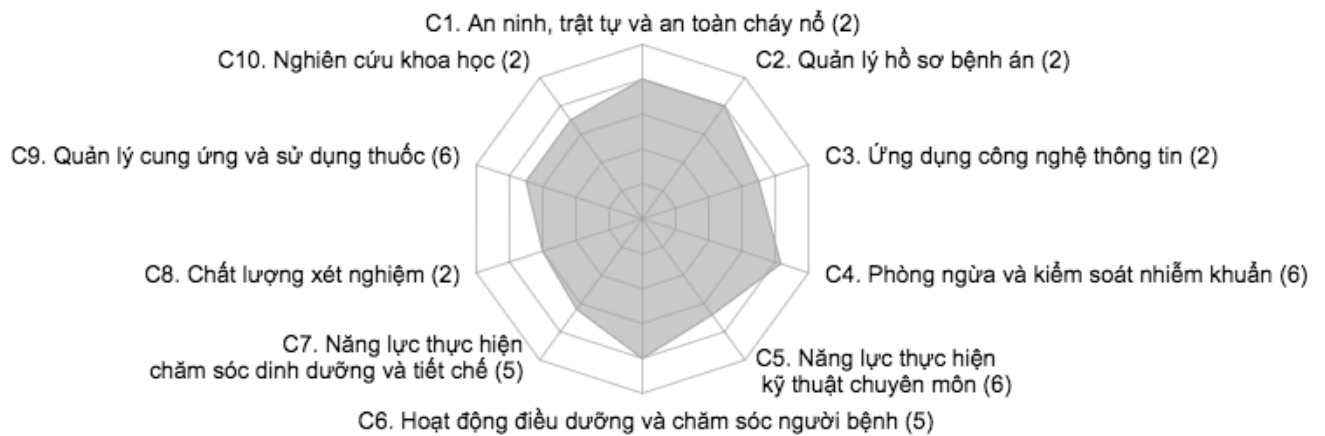 C1. An ninh, trật tự và an toàn cháy nổ (2)
C2. Quản lý hồ sơ bệnh án (2)
C3. Ứng dụng công nghệ thông tin (2)
C4. Phòng ngừa và kiểm soát nhiễm khuẩn (6)
C5. Năng lực thực hiện
kỹ thuật chuyên môn (6)
C6. Hoạt động điều dưỡng và chăm sóc người bệnh (5)
C7. Năng lực thực hiện
chăm sóc dinh dưỡng và tiết chế (5)
C8. Chất lượng xét nghiệm (2)
C9. Quản lý cung ứng và sử dụng thuốc (6)
C10. Nghiên cứu khoa học (2)